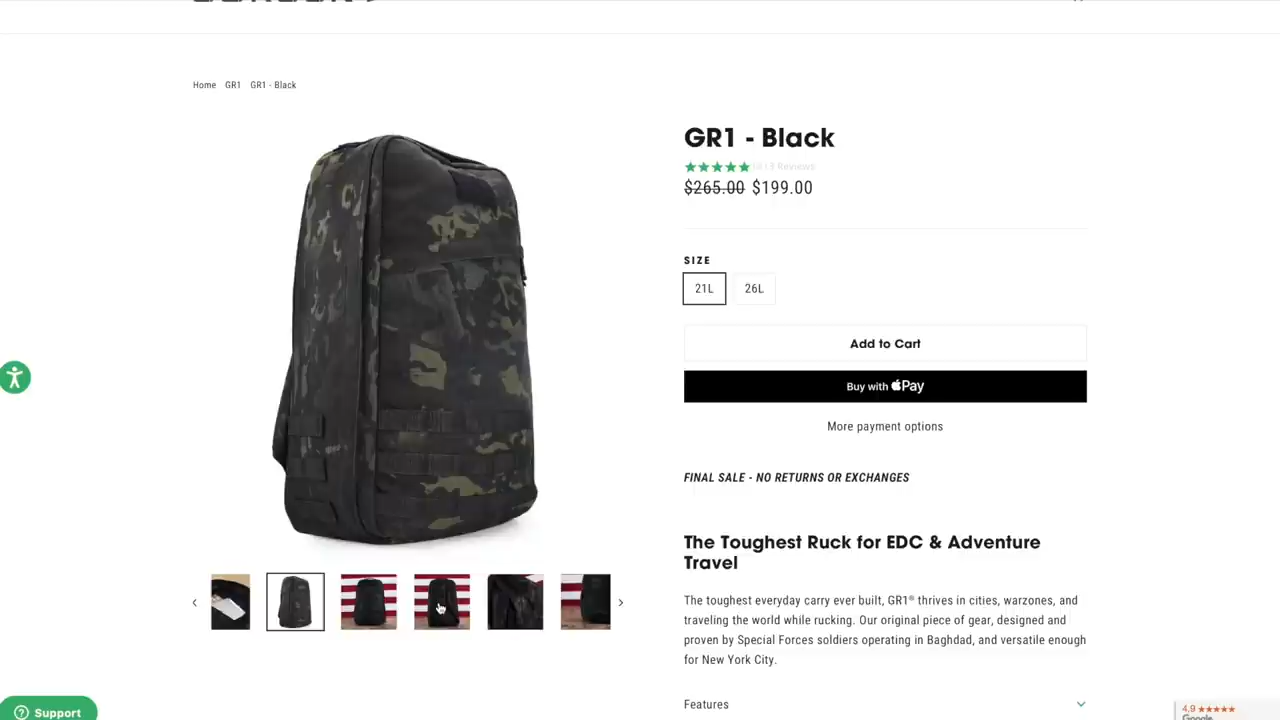 Home GR1 GR1 - Black
GR1 - Black
Reviews
$265.00 $199.00
SIZE
21L 26L
Add to Cart
Buy with Pay
More payment options
FINAL SALE - NO RETURNS OR EXCHANGES
The Toughest Ruck for EDC & Adventure
Travel
The toughest everyday carry ever built, GR1® thrives in cities, warzones, and
traveling the world while rucking. Our original piece of gear, designed and
proven by Special Forces soldiers operating in Baghdad, and versatile enough
for New York City.
Features
Support
4.9
Google